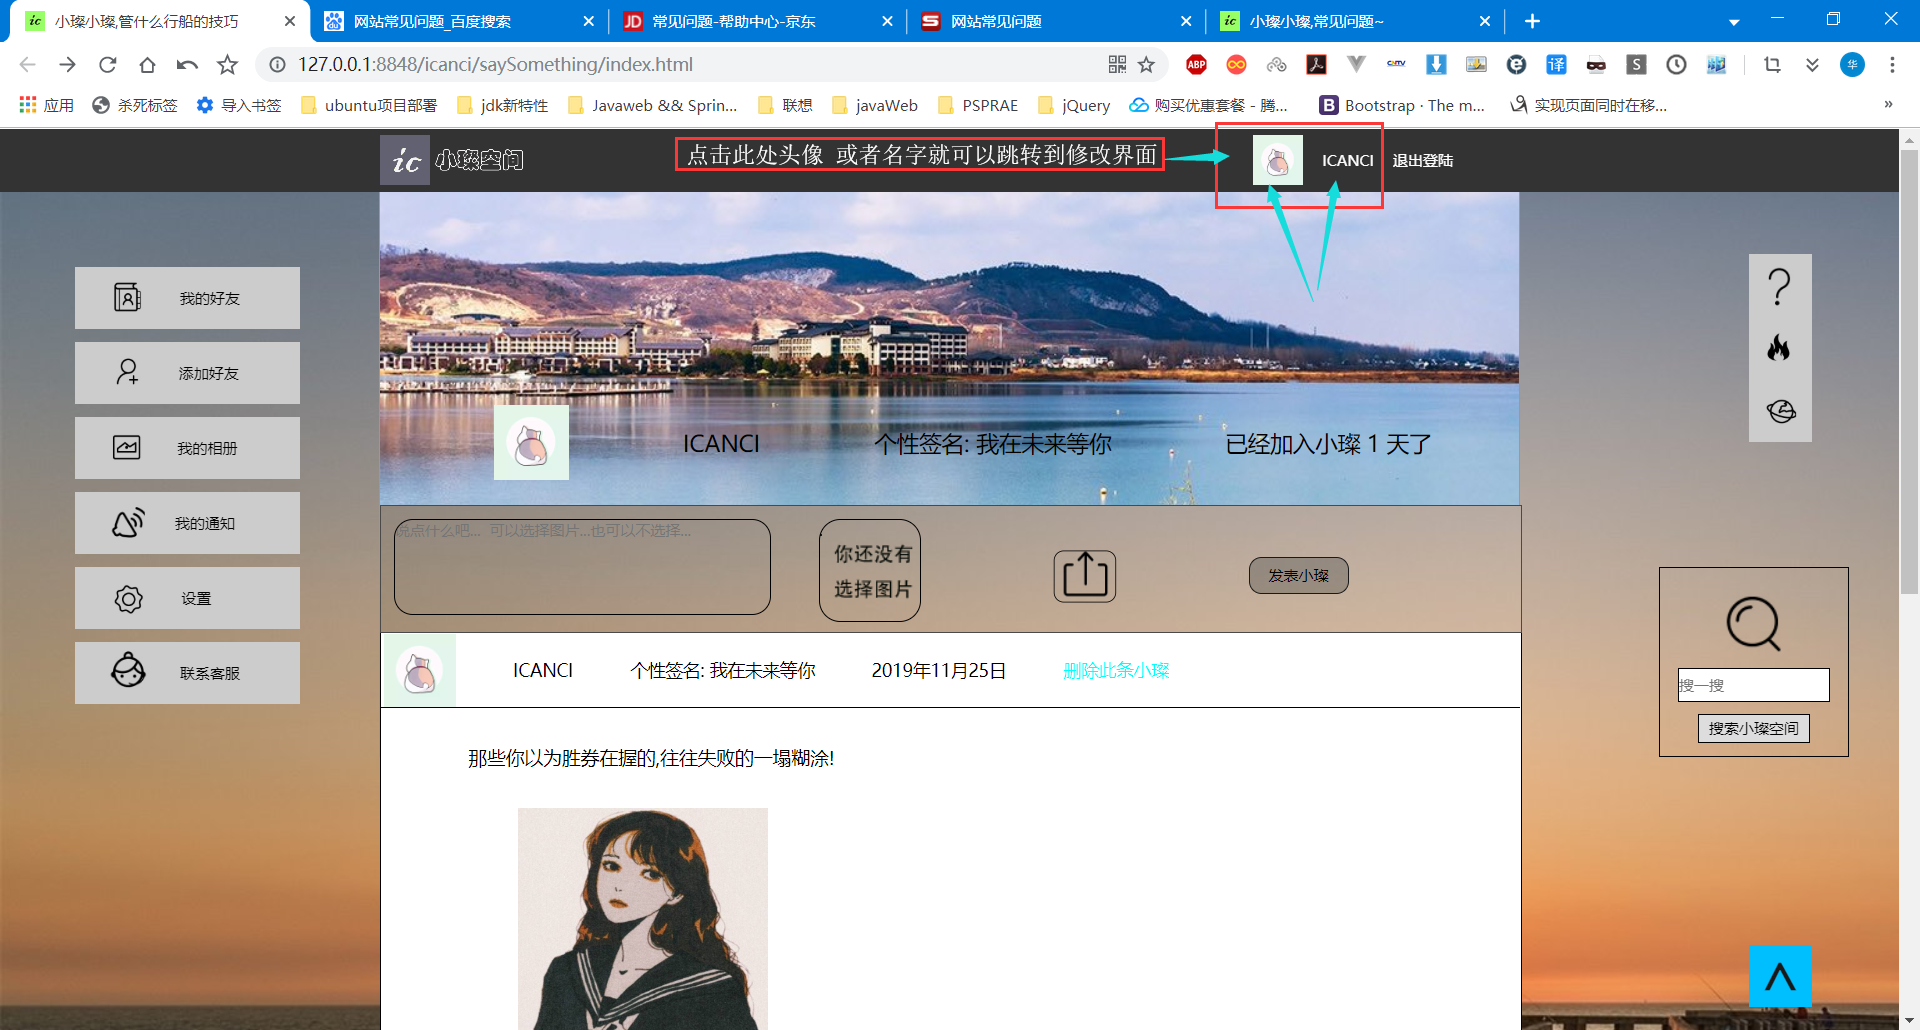 小璨小璨,管什么行船的技巧
网站常见问题_百度搜索
JD 常见问题-帮助中心-京东
S 网站常见问题
ic 小璨小璨,常见问题~
127.0.0.1:8848/icanci/saySomething/index.html
ABP
译
S
华
应用
杀死标签
导入书签
ubuntu项目部署
jdk新特性
Javaweb && Sprin...
联想
javaWeb
PSPRAE
jQuery
购买优惠套餐 - 腾...
B Bootstrap · The m...
实现页面同时在移...
»
ic 小璨空间
点击此处头像 或者名字就可以跳转到修改界面
ICANCI
退出登陆
我的好友
添加好友
我的相册
我的通知
设置
联系客服
ICANCI
个性签名: 我在未来等你
已经加入小璨 1 天了
说点什么吧... 可以选择图片...也可以不选择...
你还没有
选择图片
发表小璨
ICANCI
个性签名: 我在未来等你
2019年11月25日
删除此条小璨
那些你以为胜券在握的,往往失败的一塌糊涂!
搜一搜
搜索小璨空间